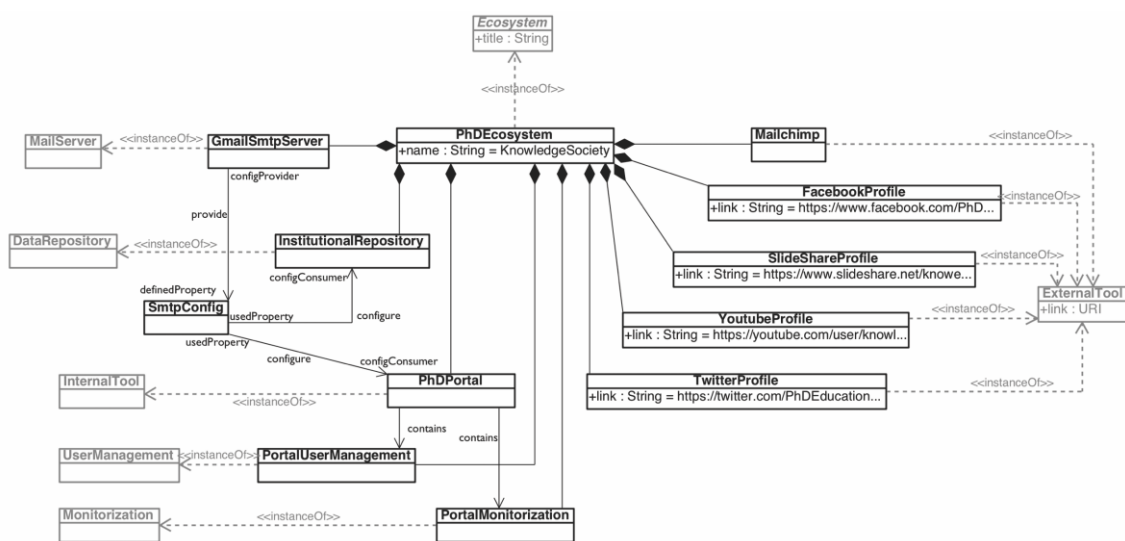 Ecosystem
+title : String
<<instanceOf>>
MailServer
<<instanceOf>>
GmailSmtpServer
PhDEcosystem
+name : String = KnowledgeSociety
Mailchimp
<<instanceOf>>
configProvider
FacebookProfile
+link : String = https://www.facebook.com/PhD...
<<instanceOf>>
provide
DataRepository
<<instanceOf>>
InstitutionalRepository
SlideShareProfile
+link : String = https://www.slideshare.net/knowe...
<<instanceOf>>
configConsumer
definedProperty
SmtpConfig
usedProperty
configure
usedProperty
ExternalTool
+link : URI
<<instanceOf>>
YoutubeProfile
+link : String = https://youtube.com/user/knowl...
configure
configConsumer
InternalTool
<<instanceOf>>
PhDPortal
TwitterProfile
+link : String = https://twitter.com/PhDEducation...
<<instanceOf>>
contains
contains
UserManagement
<<instanceOf>>
PortalUserManagement
Monitorization
<<instanceOf>>
PortalMonitorization